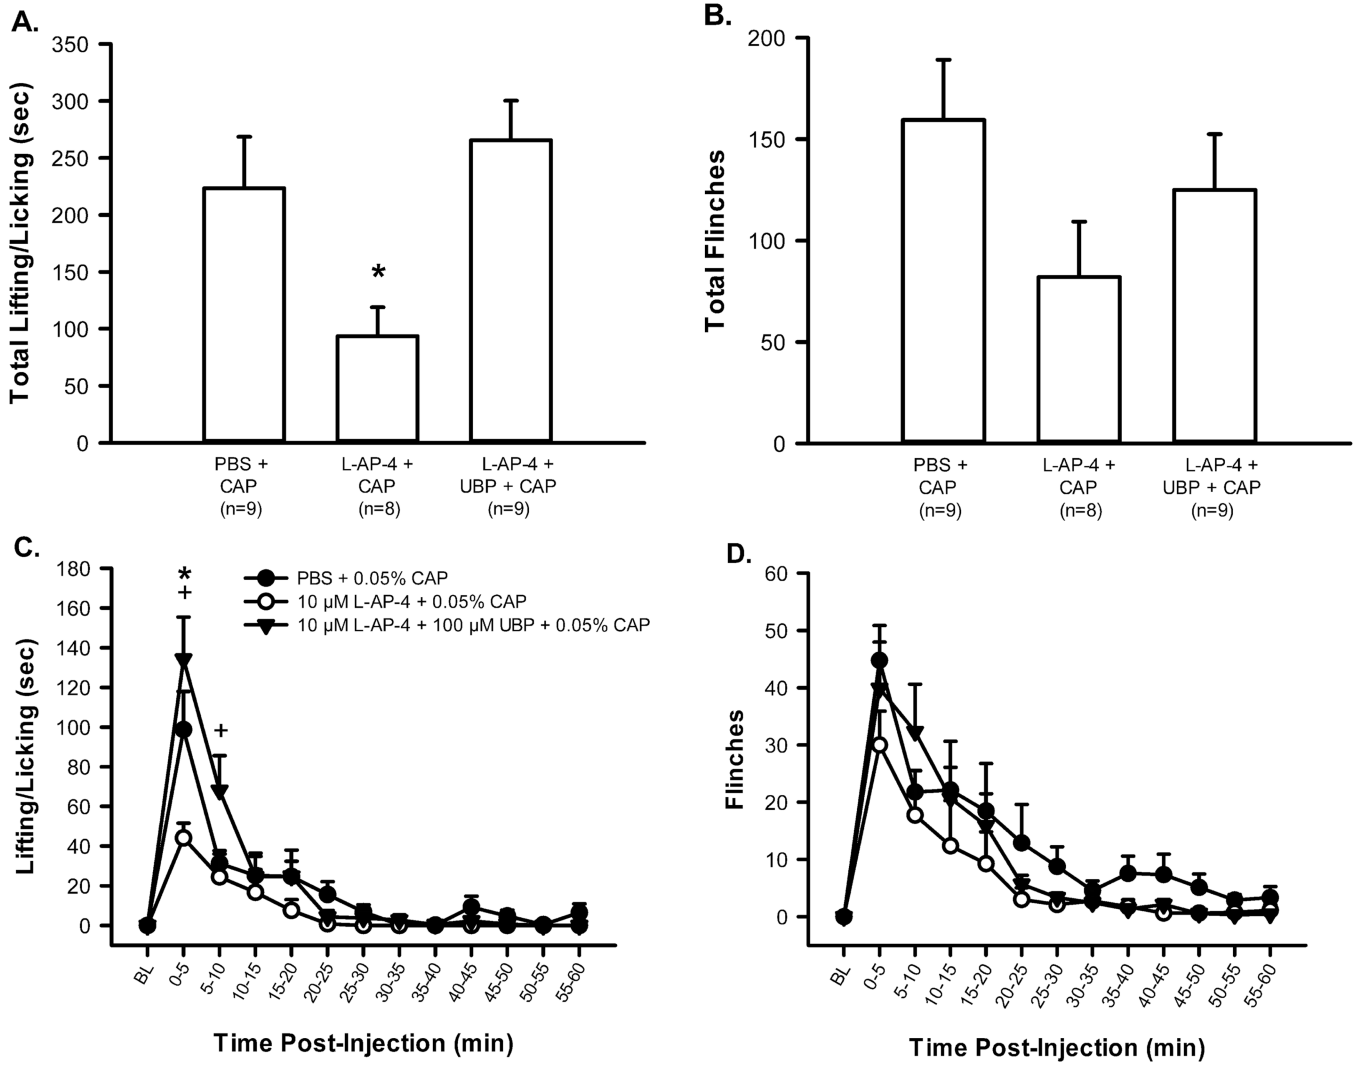 A.
Total Lifting/Licking (sec)
350
300
250
200
150
100
50
0
*
PBS +
CAP
(n=9)
L-AP-4 +
CAP
(n=8)
L-AP-4 +
UBP + CAP
(n=9)
B.
Total Flinches
200
150
100
50
0
PBS +
CAP
(n=9)
L-AP-4 +
CAP
(n=8)
L-AP-4 +
UBP + CAP
(n=9)
C.
Lifting/Licking (sec)
180
160
140
120
100
80
60
40
20
0
*
+
+
PBS + 0.05% CAP
10 µM L-AP-4 + 0.05% CAP
10 µM L-AP-4 + 100 µM UBP + 0.05% CAP
BL
0-5
5-10
10-15
15-20
20-25
25-30
30-35
35-40
40-45
45-50
50-55
55-60
Time Post-Injection (min)
D.
Flinches
60
50
40
30
20
10
0
BL
0-5
5-10
10-15
15-20
20-25
25-30
30-35
35-40
40-45
45-50
50-55
55-60
Time Post-Injection (min)